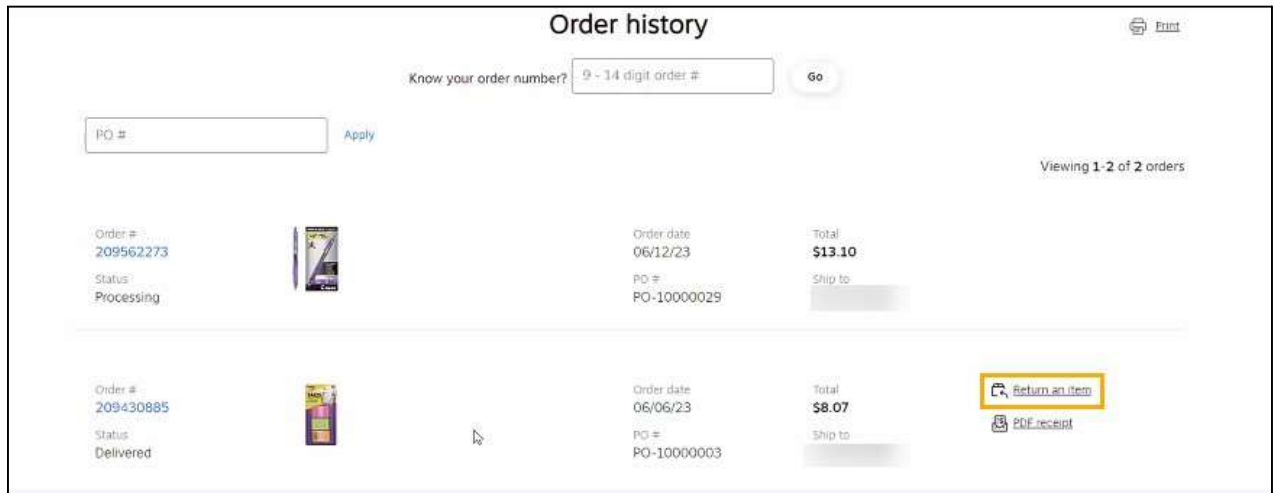 Order history
Print
Know your order number?
9 - 14 digit order #
Go
PO #
Apply
Viewing 1-2 of 2 orders
Order #
209562273
Status
Processing
Order date
06/12/23
PO #
PO-10000029
Total
$13.10
Ship to
Order #
209430885
Status
Delivered
Order date
06/06/23
PO #
PO-10000003
Total
$8.07
Ship to
Return an item
PDF receipt